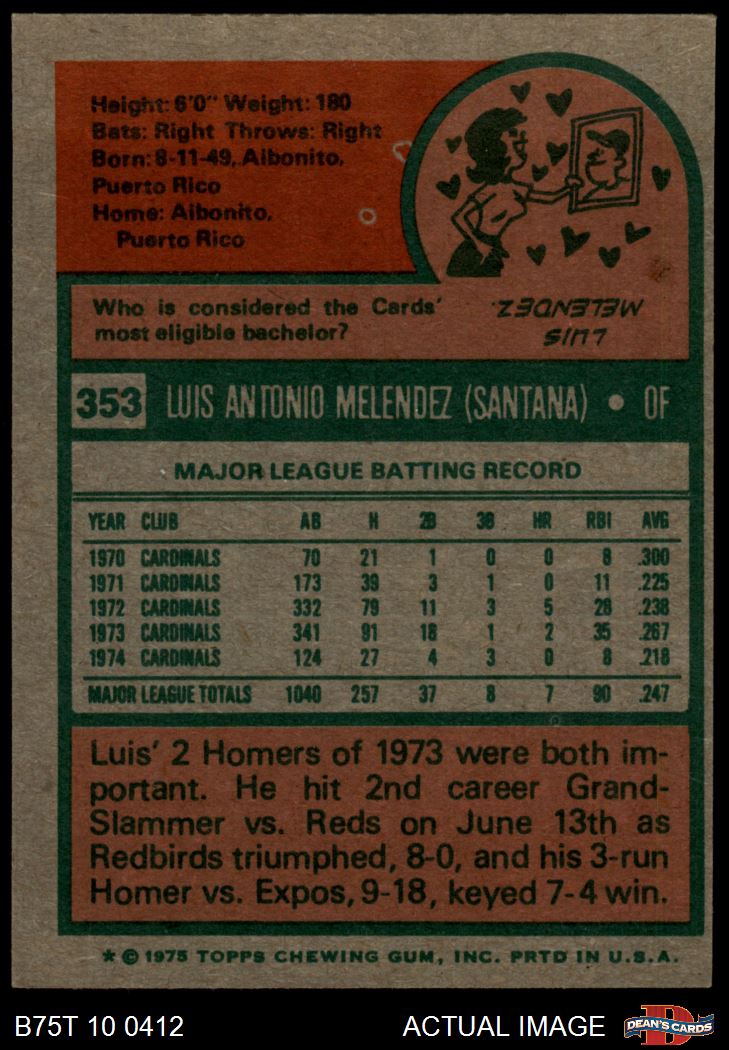 Height: 6'0" Weight: 180
Bats: Right Throws: Right
Born: 8-11-49, Aibonito,
Puerto Rico
Home: Aibonito,
Puerto Rico
Who is considered the Cards'
most eligible bachelor?
LUIS
MELENDEZ.
353 LUIS ANTONIO MELENDEZ (SANTANA) • OF
MAJOR LEAGUE BATTING RECORD
YEAR CLUB AB H 2B 3B HR RBI AVG
1970 CARDINALS 70 21 1 0 0 8 .300
1971 CARDINALS 173 39 3 1 0 11 .225
1972 CARDINALS 332 79 11 3 5 28 .238
1973 CARDINALS 341 91 18 1 2 35 .267
1974 CARDINALS 124 27 4 3 0 8 .218
MAJOR LEAGUE TOTALS 1040 257 37 8 7 90 .247
Luis' 2 Homers of 1973 were both im-
portant. He hit 2nd career Grand-
Slammer vs. Reds on June 13th as
Redbirds triumphed, 8-0, and his 3-run
Homer vs. Expos, 9-18, keyed 7-4 win.
* © 1975 TOPPS CHEWING GUM, INC. PRTD IN U.S.A.
B75T 10 0412 ACTUAL IMAGE
D
DEAN'S CARDS